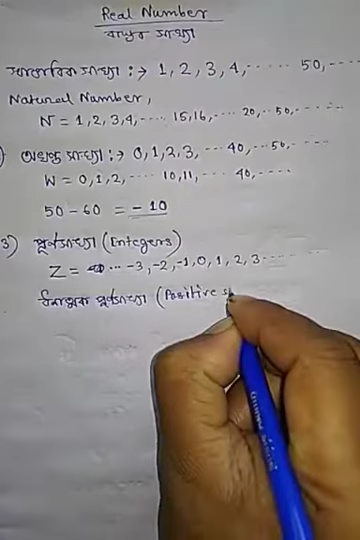 Real Number
বাস্তব সংখ্যা
স্বাভাবিক সংখ্যা :→ 1, 2, 3, 4, ..... 50, ....
Natural Number,
N = 1, 2, 3, 4, .... 15, 16, .... 20, .. 50, ......
অখণ্ড সংখ্যা :→ 0, 1, 2, 3, ... 40, ... 50, ....
W = 0, 1, 2, .... 10, 11, .... 40, .....
50 - 60 = - 10
3) পূর্ণসংখ্যা (Integers)
Z = ... -3, -2, -1, 0, 1, 2, 3 ......
ধনাত্মক পূর্ণসংখ্যা (Positive